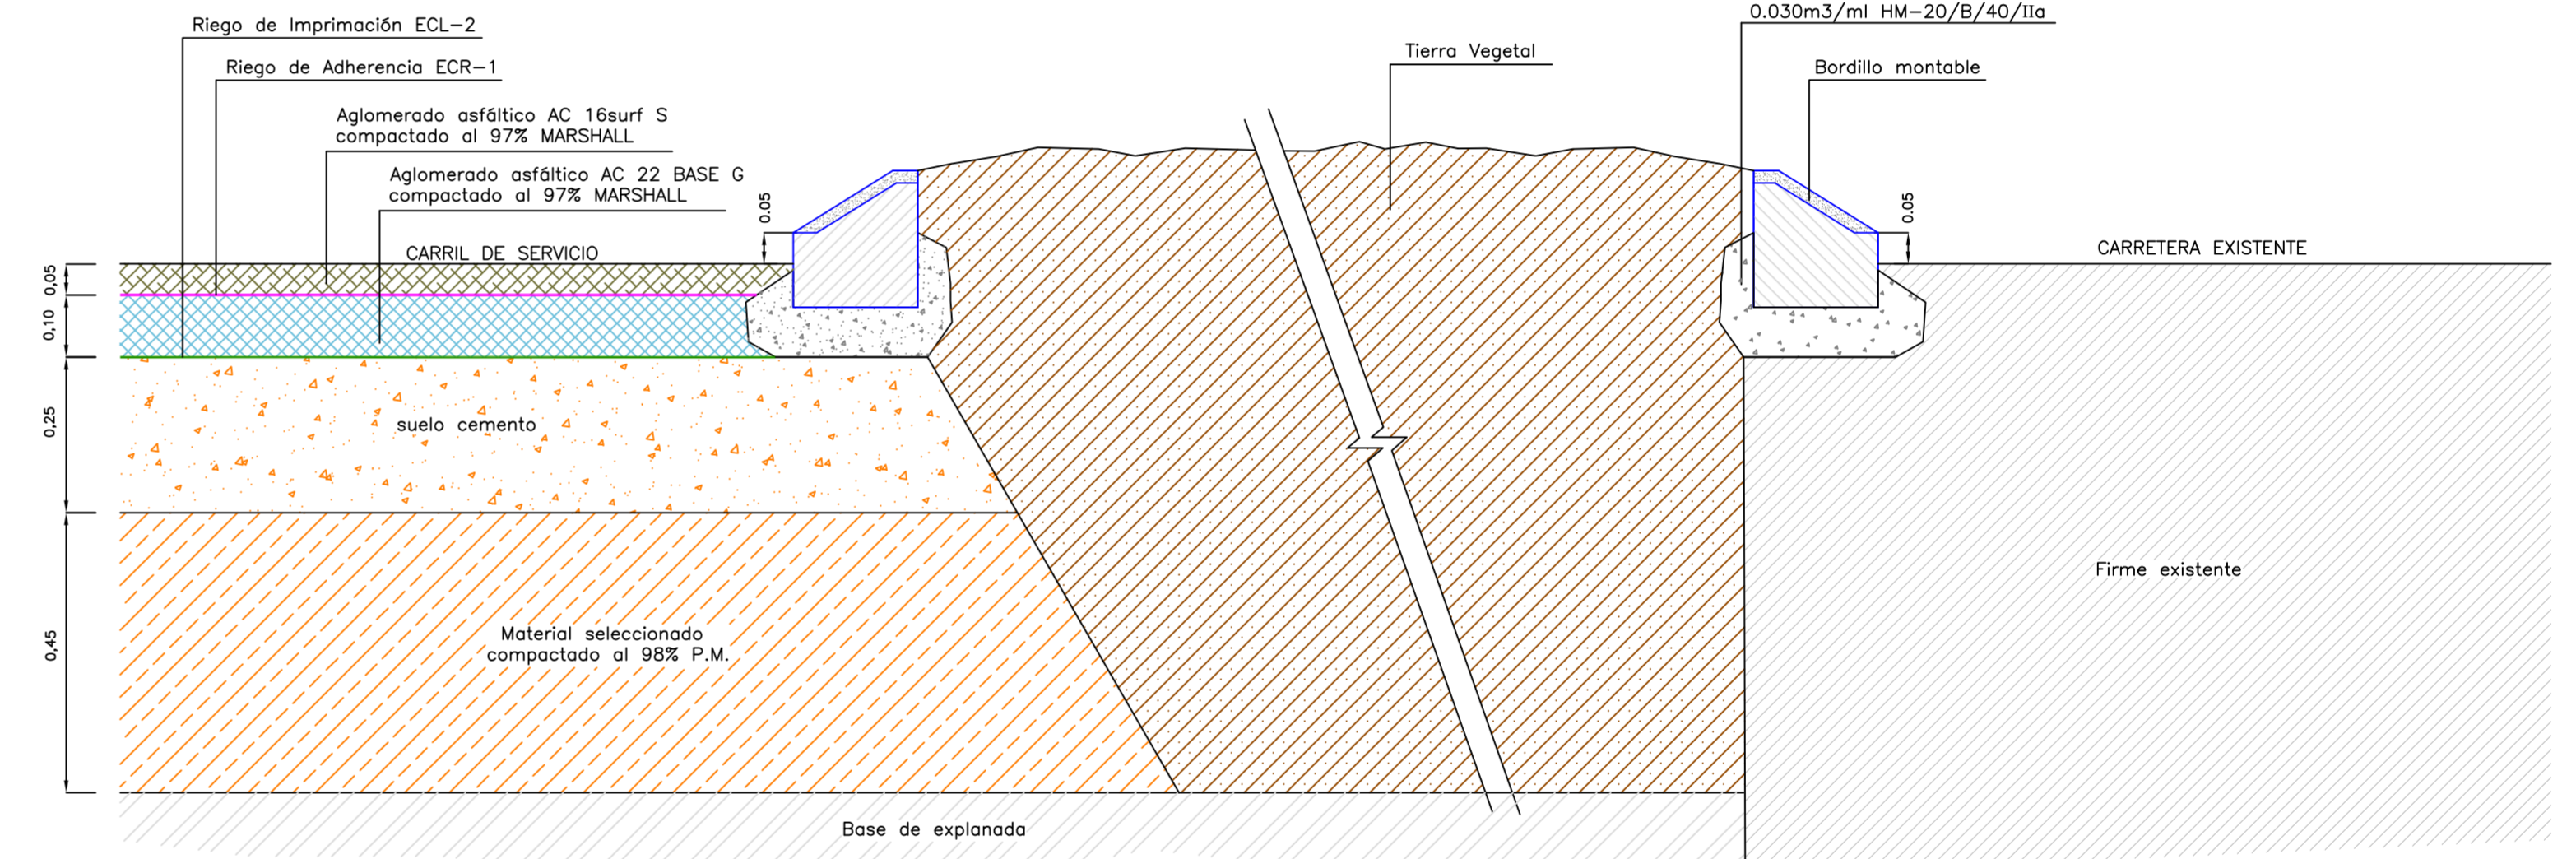 Riego de Imprimación ECL-2
Riego de Adherencia ECR-1
Aglomerado asfáltico AC 16surf S
compactado al 97% MARSHALL
Aglomerado asfáltico AC 22 BASE G
compactado al 97% MARSHALL
CARRIL DE SERVICIO
0.05
0,05
0,10
0,25
0,45
suelo cemento
Material seleccionado
compactado al 98% P.M.
Base de explanada
Tierra Vegetal
0.030m3/ml HM-20/B/40/IIa
Bordillo montable
0.05
CARRETERA EXISTENTE
Firme existente